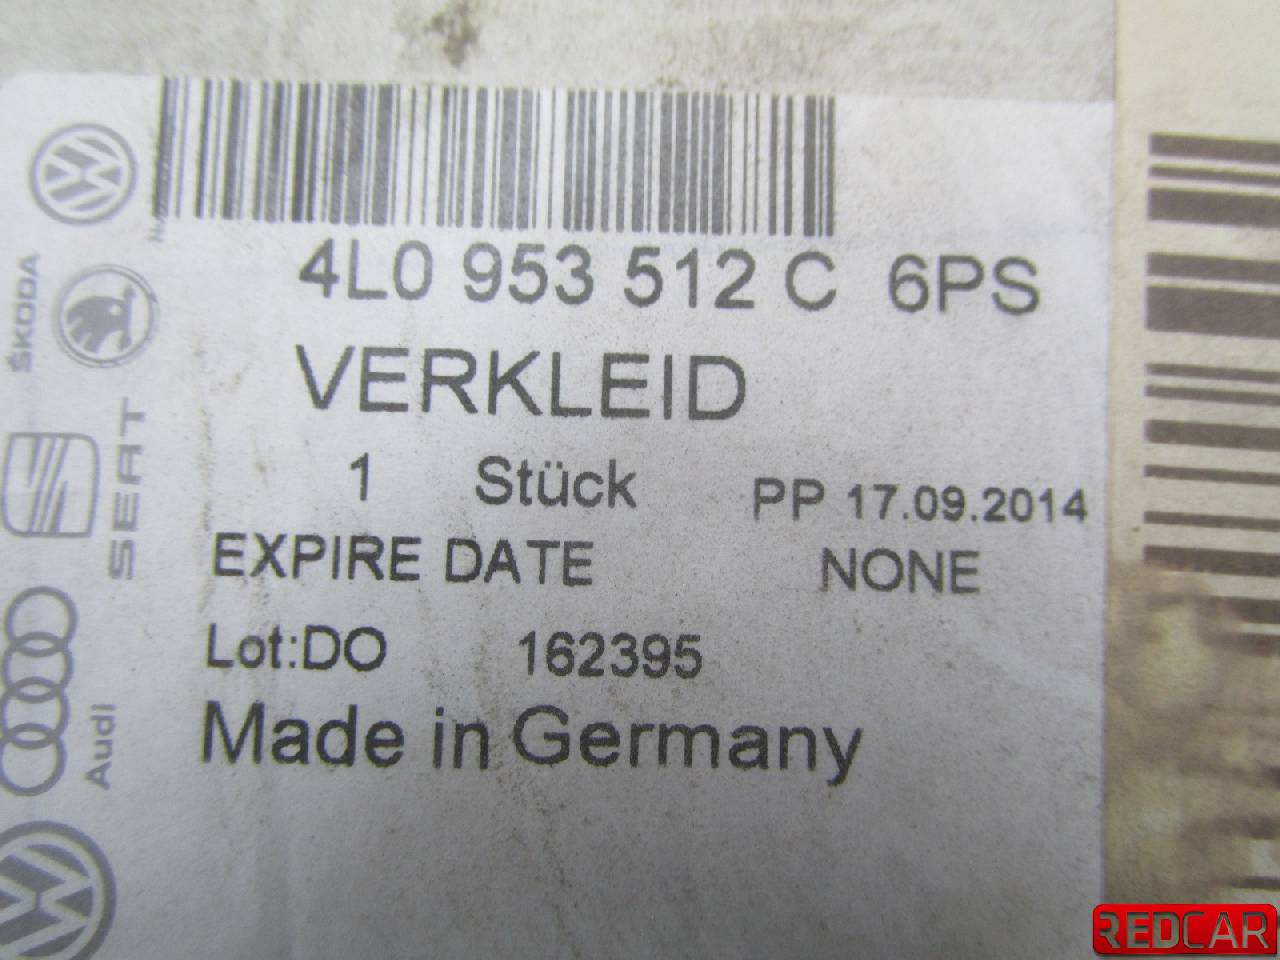 4L0 953 512 C 6PS
VERKLEID
1 Stück PP 17.09.2014
EXPIRE DATE NONE
Lot:DO 162395
Made in Germany
ŠKODA
SEAT
Audi
REDCAR